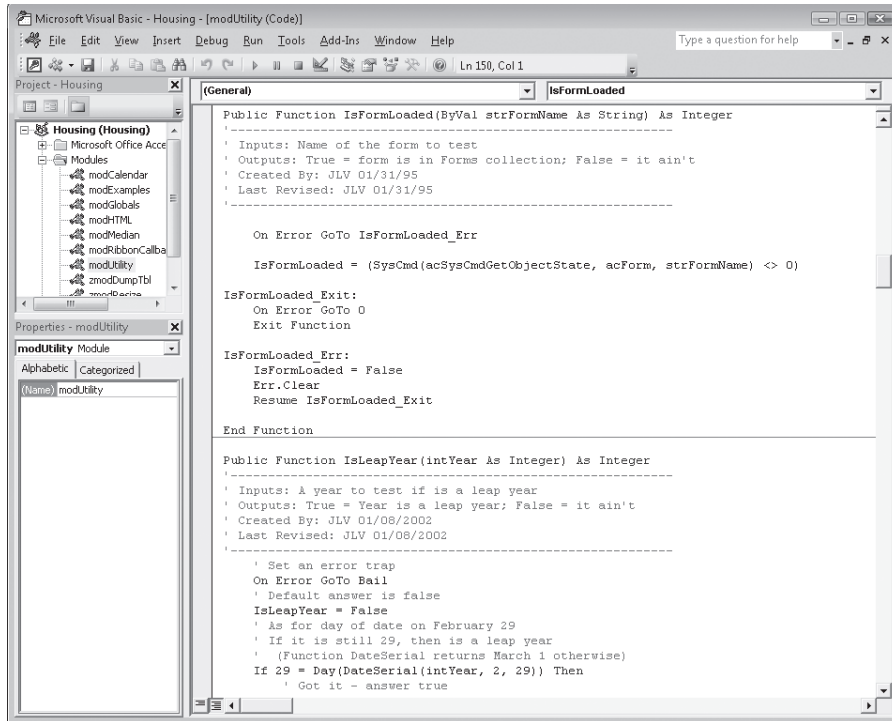 Microsoft Visual Basic - Housing - [modUtility (Code)]
File Edit View Insert Debug Run Tools Add-Ins Window Help
Type a question for help
Ln 150, Col 1
Project - Housing
Housing (Housing)
Microsoft Office Acce
Modules
modCalendar
modExamples
modGlobals
modHTML
modMedian
modRibbonCallba
modUtility
zmodDumpTbl
zmodResize
Properties - modUtility
modUtility Module
Alphabetic Categorized
(Name) modUtility
(General) IsFormLoaded
Public Function IsFormLoaded(ByVal strFormName As String) As Integer
'-----------------------------------------------------------
' Inputs: Name of the form to test
' Outputs: True = form is in Forms collection; False = it ain't
' Created By: JLV 01/31/95
' Last Revised: JLV 01/31/95
'-----------------------------------------------------------
On Error GoTo IsFormLoaded_Err
IsFormLoaded = (SysCmd(acSysCmdGetObjectState, acForm, strFormName) <> 0)
IsFormLoaded_Exit:
On Error GoTo 0
Exit Function
IsFormLoaded_Err:
IsFormLoaded = False
Err.Clear
Resume IsFormLoaded_Exit
End Function
Public Function IsLeapYear(intYear As Integer) As Integer
'-----------------------------------------------------------
' Inputs: A year to test if is a leap year
' Outputs: True = Year is a leap year; False = it ain't
' Created By: JLV 01/08/2002
' Last Revised: JLV 01/08/2002
'-----------------------------------------------------------
' Set an error trap
On Error GoTo Bail
' Default answer is false
IsLeapYear = False
' As for day of date on February 29
' If it is still 29, then is a leap year
' (Function DateSerial returns March 1 otherwise)
If 29 = Day(DateSerial(intYear, 2, 29)) Then
' Got it - answer true